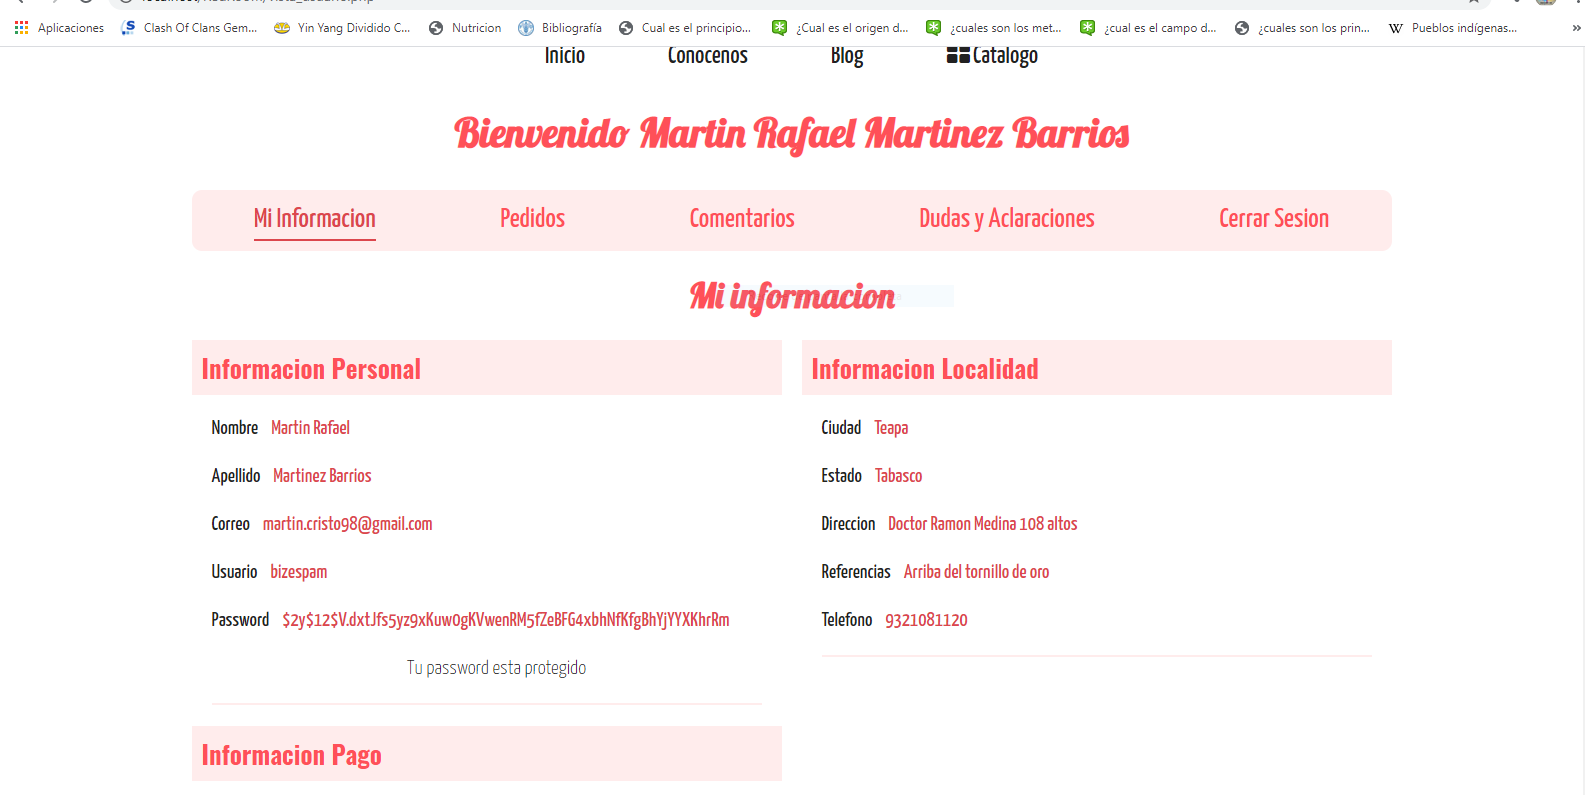 Aplicaciones Clash Of Clans Gem... Yin Yang Dividido C... Nutricion Bibliografía Cual es el principio... ¿Cual es el origen d... ¿cuales son los met... ¿cual es el campo d... ¿cuales son los prin... Pueblos indígenas... »
Inicio Conocenos Blog Catalogo
Bienvenido Martin Rafael Martinez Barrios
Mi Informacion Pedidos Comentarios Dudas y Aclaraciones Cerrar Sesion
Mi informacion
Informacion Personal
Nombre Martin Rafael
Apellido Martinez Barrios
Correo martin.cristo98@gmail.com
Usuario bizespam
Password $2y$12$V.dxtJfs5yz9xKuw0gKVwenRM5fZeBFG4xbhNfKfgBhYjYYXKhrRm
Tu password esta protegido
Informacion Localidad
Ciudad Teapa
Estado Tabasco
Direccion Doctor Ramon Medina 108 altos
Referencias Arriba del tornillo de oro
Telefono 9321081120
Informacion Pago